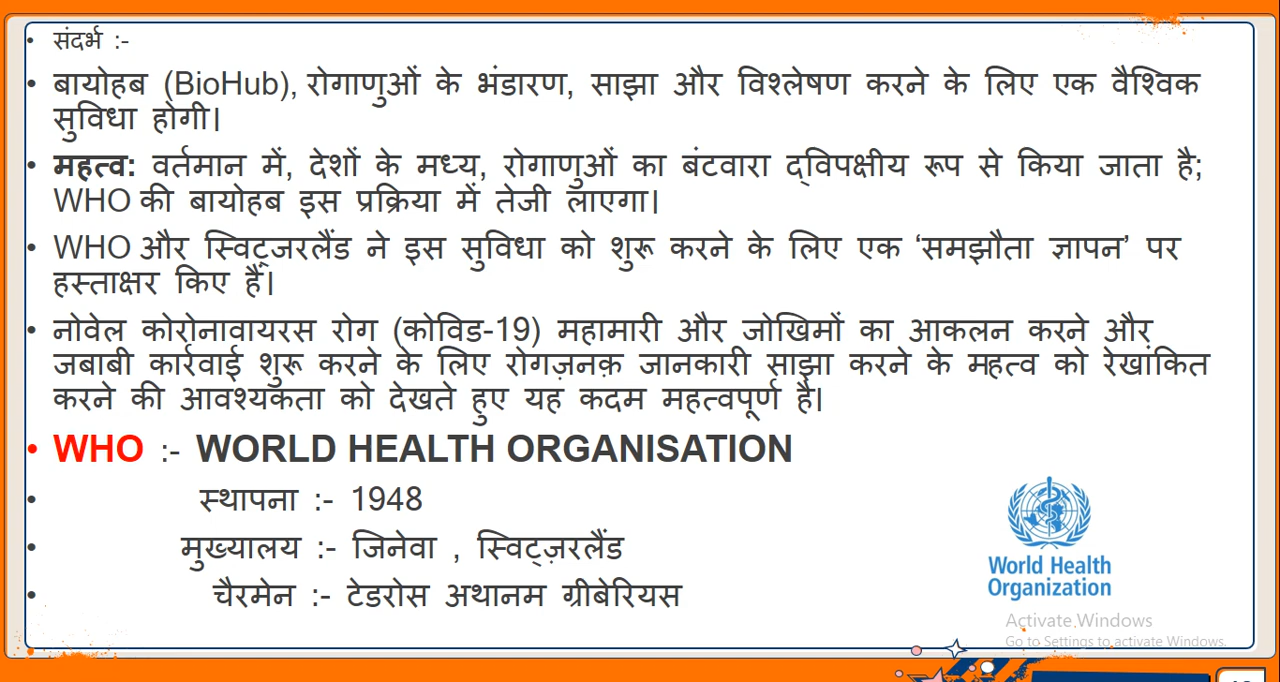 • संदर्भ :-
• बायोहब (BioHub), रोगाणुओं के भंडारण, साझा और विश्लेषण करने के लिए एक वैश्विक
सुविधा होगी।
• महत्व: वर्तमान में, देशों के मध्य, रोगाणुओं का बंटवारा द्विपक्षीय रूप से किया जाता है;
WHO की बायोहब इस प्रक्रिया में तेजी लाएगा।
• WHO और स्विट्जरलैंड ने इस सुविधा को शुरू करने के लिए एक ‘समझौता ज्ञापन’ पर
हस्ताक्षर किए हैं।
• नोवेल कोरोनावायरस रोग (कोविड-19) महामारी और जोखिमों का आकलन करने और
जबाबी कार्रवाई शुरू करने के लिए रोगज़नक़ जानकारी साझा करने के महत्व को रेखांकित
करने की आवश्यकता को देखते हुए यह कदम महत्वपूर्ण है।
• WHO :- WORLD HEALTH ORGANISATION
• स्थापना :- 1948
• मुख्यालय :- जिनेवा , स्विट्ज़रलैंड
• चैरमेन :- टेडरोस अथानम ग्रीबेरियस
World Health
Organization
Activate Windows
Go to Settings to activate Windows.